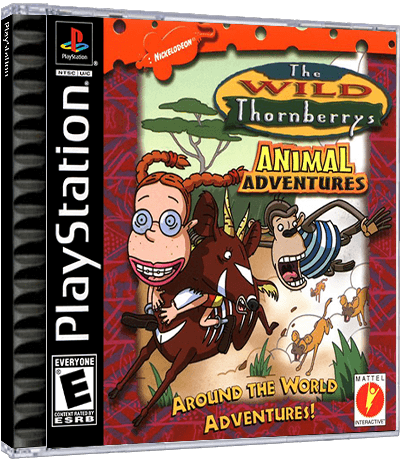 PlayStation
PlayStation
NTSC U/C
PlayStation
NICKELODEON
The
WILD
Thornberrys
ANIMAL
ADVENTURES
EVERYONE
E
CONTENT RATED BY
ESRB
AROUND THE WORLD
ADVENTURES!
MATTEL
INTERACTIVE